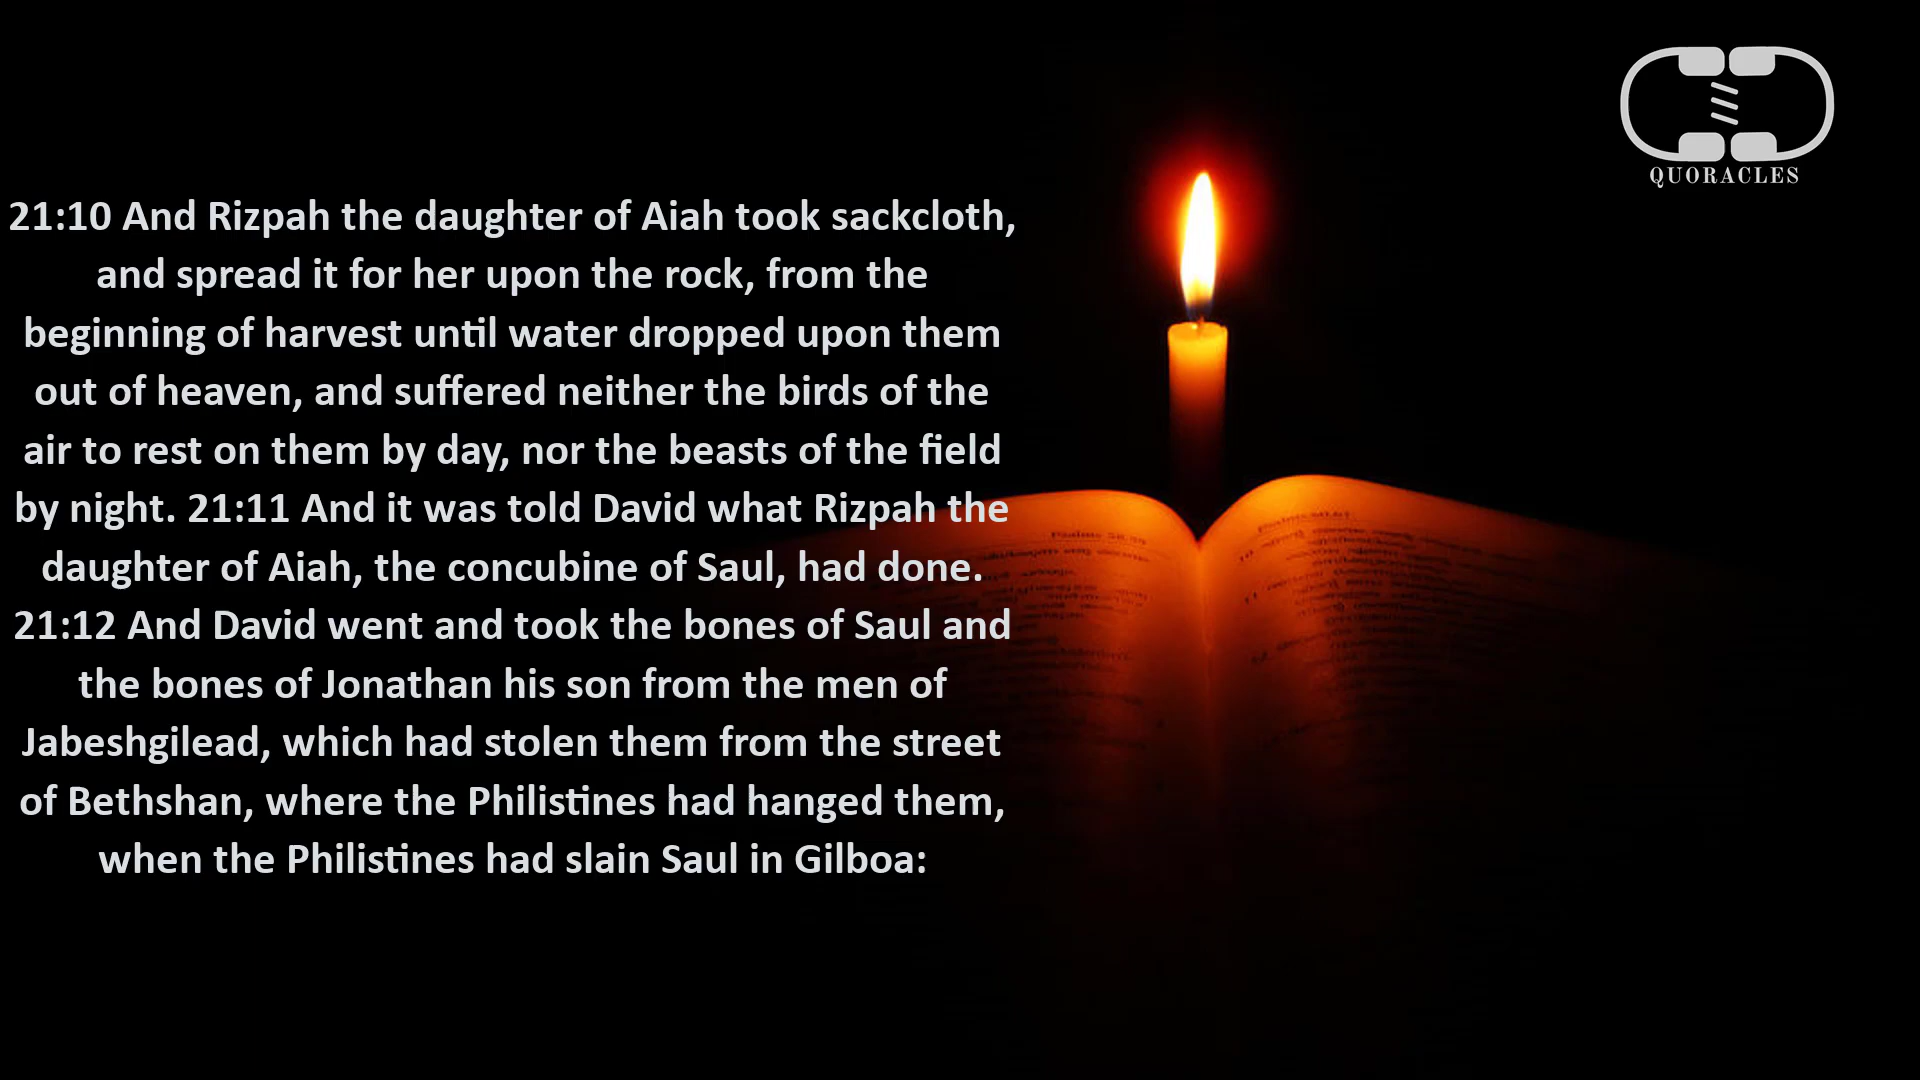 QUORACLES
21:10 And Rizpah the daughter of Aiah took sackcloth,
and spread it for her upon the rock, from the
beginning of harvest until water dropped upon them
out of heaven, and suffered neither the birds of the
air to rest on them by day, nor the beasts of the field
by night. 21:11 And it was told David what Rizpah the
daughter of Aiah, the concubine of Saul, had done.
21:12 And David went and took the bones of Saul and
the bones of Jonathan his son from the men of
Jabeshgilead, which had stolen them from the street
of Bethshan, where the Philistines had hanged them,
when the Philistines had slain Saul in Gilboa: